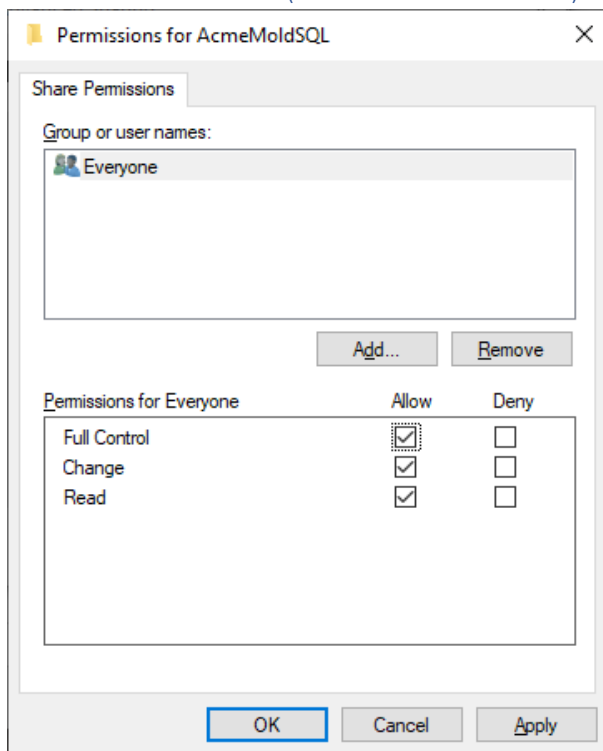 Permissions for AcmeMoldSQL
Share Permissions
Group or user names:
Everyone
Add... Remove
Permissions for Everyone Allow Deny
Full Control
Change
Read
OK Cancel Apply